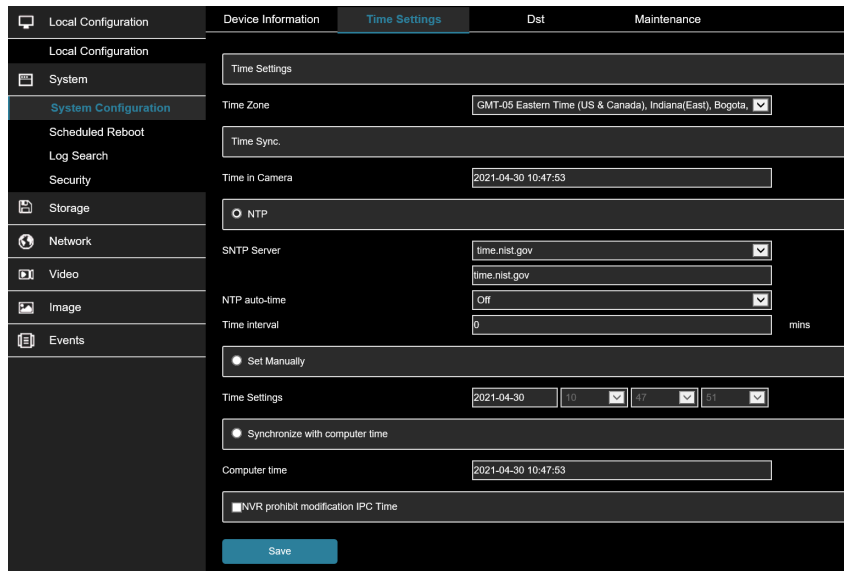 Local Configuration
Device Information
Time Settings
Dst
Maintenance
Local Configuration
System
System Configuration
Scheduled Reboot
Log Search
Security
Storage
Network
Video
Image
Events
Time Settings
Time Zone
GMT-05 Eastern Time (US & Canada), Indiana(East), Bogota,
Time Sync.
Time in Camera
2021-04-30 10:47:53
NTP
SNTP Server
time.nist.gov
time.nist.gov
NTP auto-time
Off
Time interval
0
mins
Set Manually
Time Settings
2021-04-30
10
47
51
Synchronize with computer time
Computer time
2021-04-30 10:47:53
NVR prohibit modification IPC Time
Save